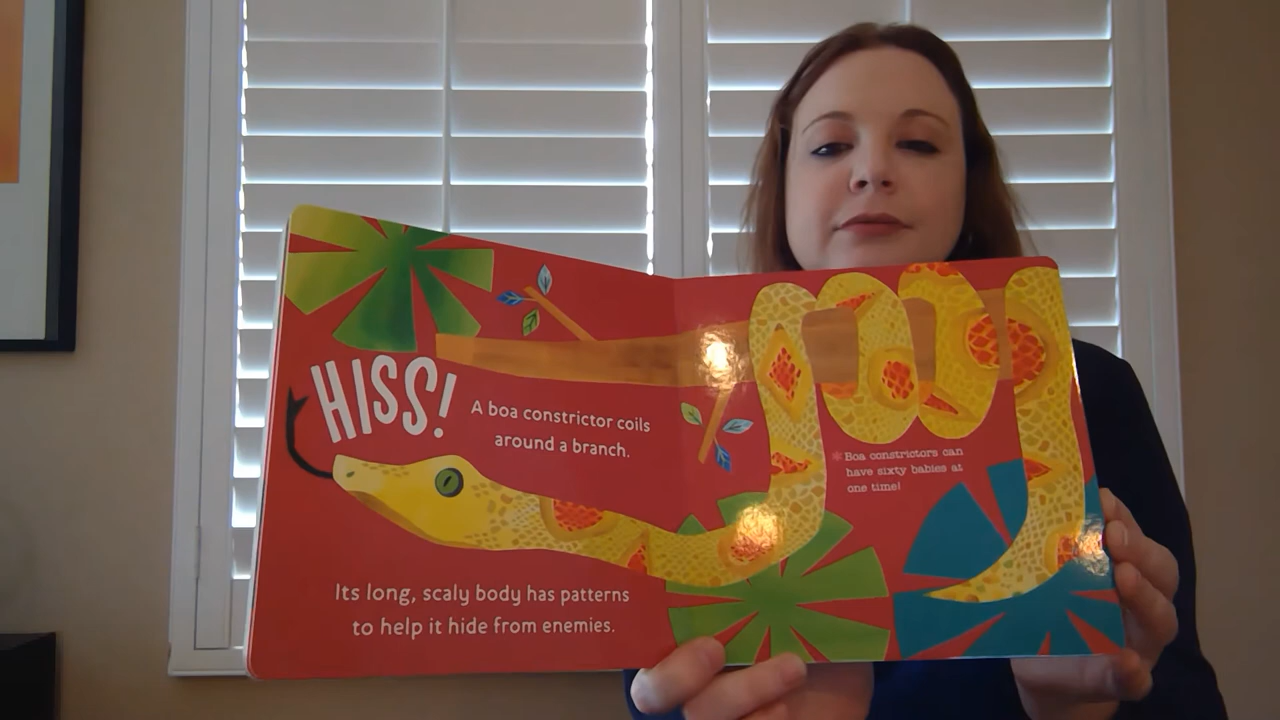 HISS!
A boa constrictor coils
around a branch.
Its long, scaly body has patterns
to help it hide from enemies.
* Boa constrictors can
have sixty babies at
one time!